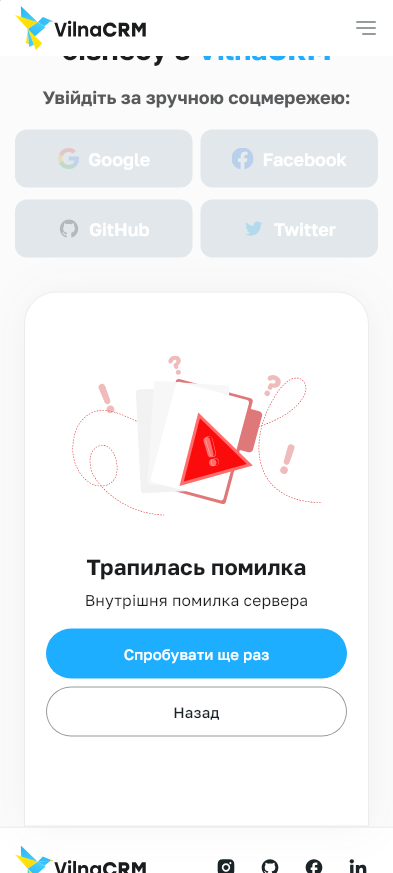 VilnaCRM
бізнесу з VilnaCRM
Увійдіть за зручною соцмережею:
Google
Facebook
GitHub
Twitter
Трапилась помилка
Внутрішня помилка сервера
Спробувати ще раз
Назад
VilnaCRM